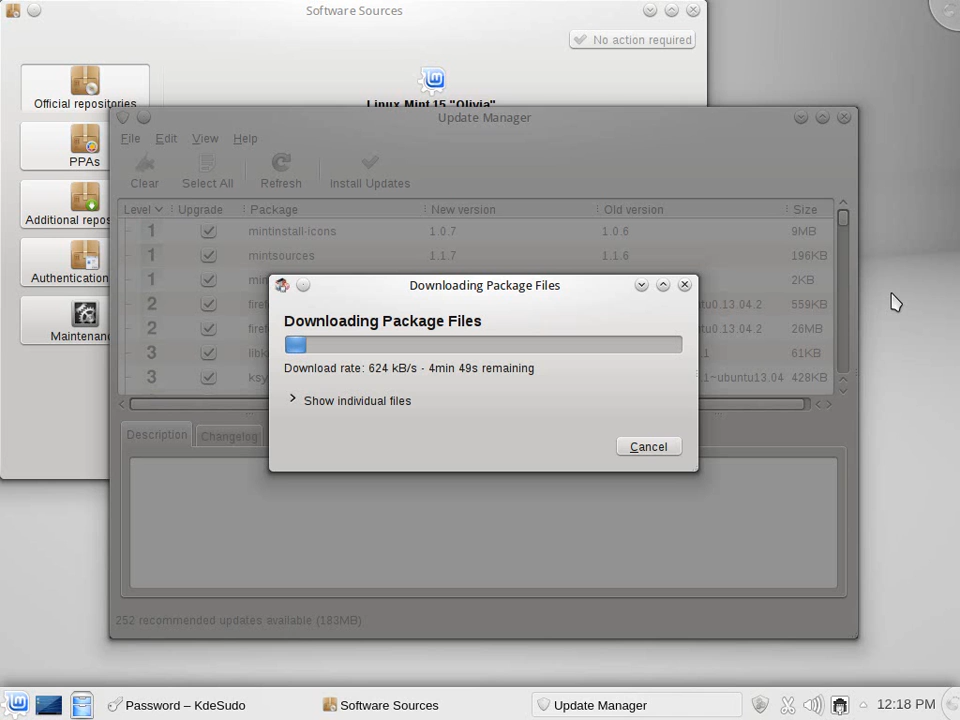 Software Sources
No action required
Linux Mint 15 "Olivia"
Official repositories
PPAs
Additional repos
Authentication
Maintenanc
Update Manager
File Edit View Help
Clear Select All Refresh Install Updates
Level Upgrade Package New version Old version Size
1 mintinstall-icons 1.0.7 1.0.6 9MB
1 mintsources 1.1.7 1.1.6 196KB
1 2KB
2 559KB
2 26MB
3 61KB
3 428KB
Downloading Package Files
Downloading Package Files
Download rate: 624 kB/s - 4min 49s remaining
Show individual files
Cancel
Description Changelog
252 recommended updates available (183MB)
Password – KdeSudo Software Sources Update Manager 12:18 PM